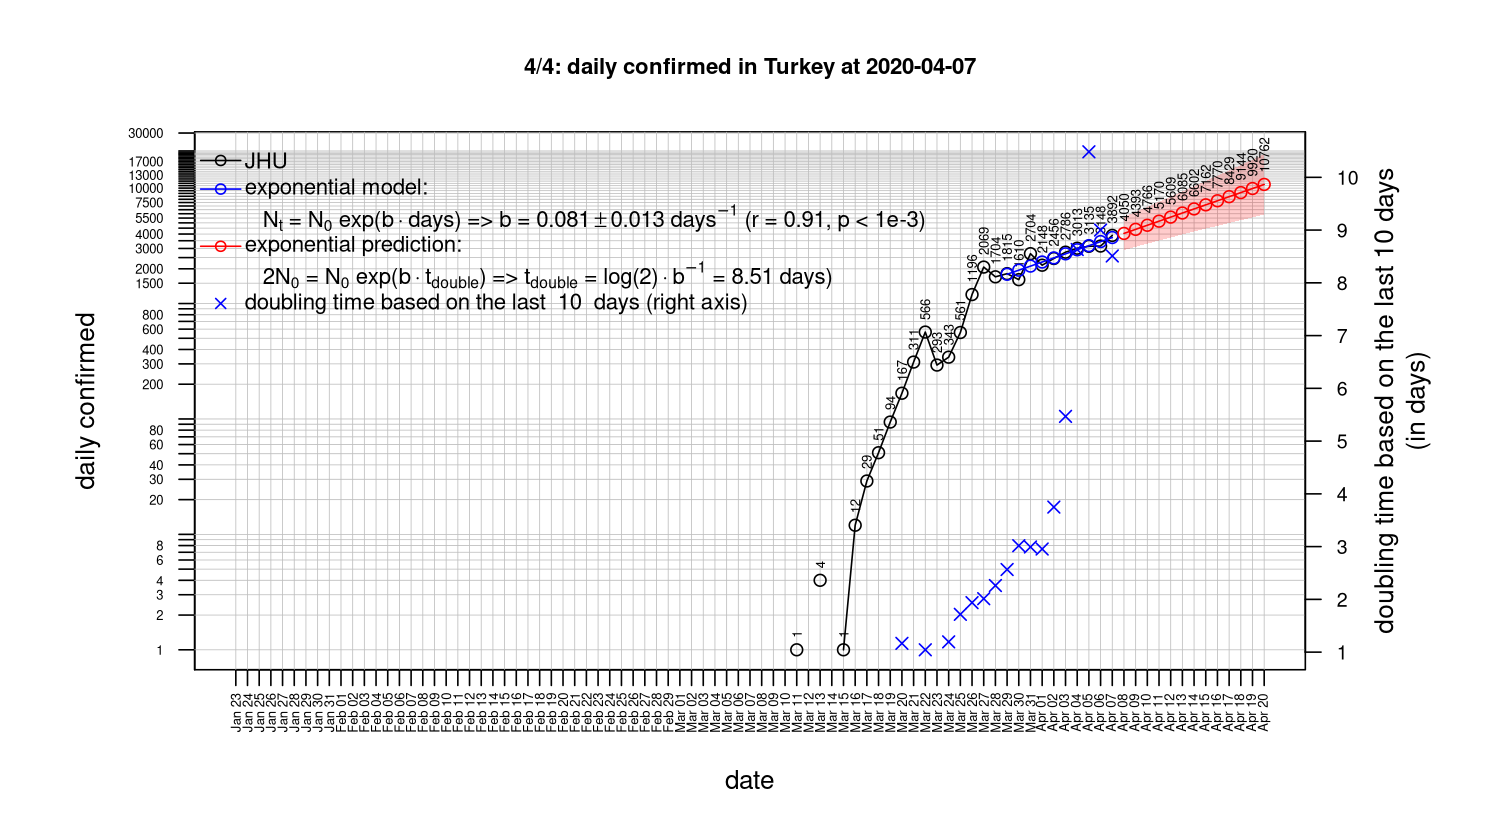 4/4: daily confirmed in Turkey at 2020-04-07
30000
17000
13000
10000
7500
5500
4000
3000
2000
1500
800
600
400
300
200
80
60
40
30
20
8
6
4
3
2
1
daily confirmed
JHU
exponential model:
Nt = N0 exp(b · days) => b = 0.081 ± 0.013 days−1 (r = 0.91, p < 1e-3)
exponential prediction:
2N0 = N0 exp(b · tdouble) => tdouble = log(2) · b−1 = 8.51 days)
doubling time based on the last 10 days (right axis)
1
4
1
12
29
51
94
167
311
566
293
343
561
1196
2069
1704
1815
1610
2704
2148
2456
2786
3013
3135
3148
3892
4050
4393
4766
5170
5609
6085
6602
7162
7770
8429
9144
9920
10762
10
9
8
7
6
5
4
3
2
1
doubling time based on the last 10 days
(in days)
Jan 23
Jan 24
Jan 25
Jan 26
Jan 27
Jan 28
Jan 29
Jan 30
Jan 31
Feb 01
Feb 02
Feb 03
Feb 04
Feb 05
Feb 06
Feb 07
Feb 08
Feb 09
Feb 10
Feb 11
Feb 12
Feb 13
Feb 14
Feb 15
Feb 16
Feb 17
Feb 18
Feb 19
Feb 20
Feb 21
Feb 22
Feb 23
Feb 24
Feb 25
Feb 26
Feb 27
Feb 28
Feb 29
Mar 01
Mar 02
Mar 03
Mar 04
Mar 05
Mar 06
Mar 07
Mar 08
Mar 09
Mar 10
Mar 11
Mar 12
Mar 13
Mar 14
Mar 15
Mar 16
Mar 17
Mar 18
Mar 19
Mar 20
Mar 21
Mar 22
Mar 23
Mar 24
Mar 25
Mar 26
Mar 27
Mar 28
Mar 29
Mar 30
Mar 31
Apr 01
Apr 02
Apr 03
Apr 04
Apr 05
Apr 06
Apr 07
Apr 08
Apr 09
Apr 10
Apr 11
Apr 12
Apr 13
Apr 14
Apr 15
Apr 16
Apr 17
Apr 18
Apr 19
Apr 20
date